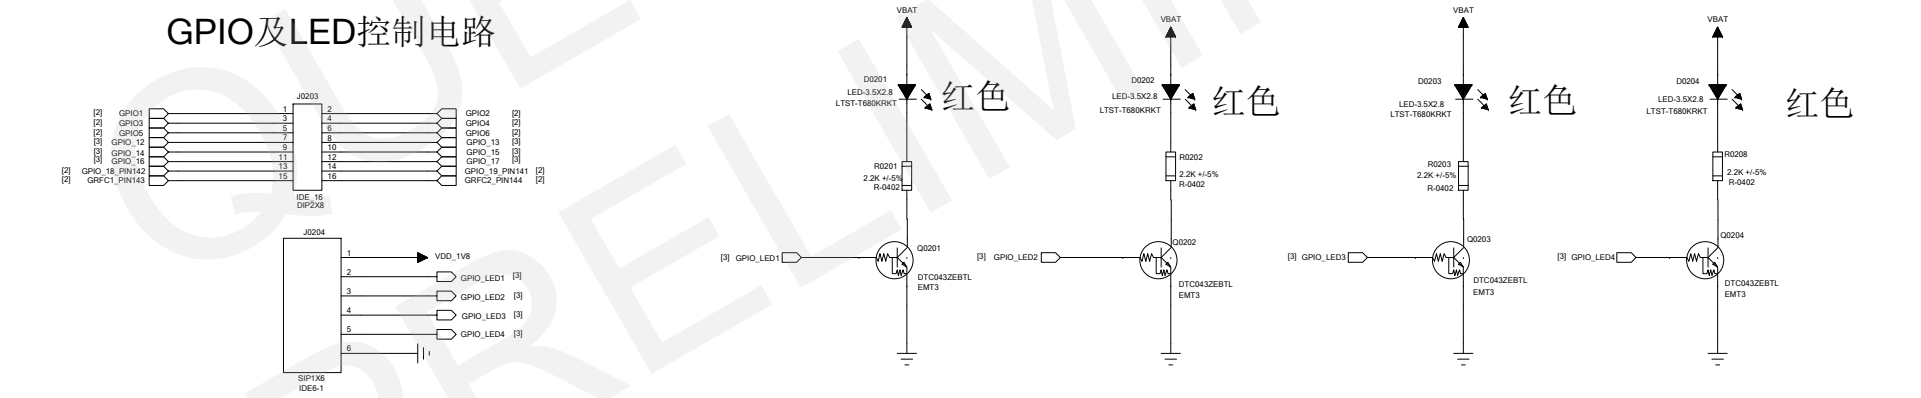 GPIO及LED控制电路
J0203
[2] GPIO1 1 2 GPIO2 [2]
[2] GPIO3 3 4 GPIO4 [2]
[2] GPIO5 5 6 GPIO6 [2]
[3] GPIO_12 7 8 GPIO_13 [3]
[3] GPIO_14 9 10 GPIO_15 [3]
[3] GPIO_16 11 12 GPIO_17 [3]
[2] GPIO_18_PIN142 13 14 GPIO_19_PIN141 [2]
[2] GRFC1_PIN143 15 16 GRFC2_PIN144 [2]
IDE_16
DIP2X8
J0204
1 VDD_1V8
2 GPIO_LED1 [3]
3 GPIO_LED2 [3]
4 GPIO_LED3 [3]
5 GPIO_LED4 [3]
6
SIP1X6
IDE6-1
VBAT
D0201
LED-3.5X2.8
LTST-T680KRKT
红色
R0201
2.2K +/-5%
R-0402
Q0201
[3] GPIO_LED1
DTC043ZEBTL
EMT3
VBAT
D0202
LED-3.5X2.8
LTST-T680KRKT
红色
R0202
2.2K +/-5%
R-0402
Q0202
[3] GPIO_LED2
DTC043ZEBTL
EMT3
VBAT
D0203
LED-3.5X2.8
LTST-T680KRKT
红色
R0203
2.2K +/-5%
R-0402
Q0203
[3] GPIO_LED3
DTC043ZEBTL
EMT3
VBAT
D0204
LED-3.5X2.8
LTST-T680KRKT
红色
R0208
2.2K +/-5%
R-0402
Q0204
[3] GPIO_LED4
DTC043ZEBTL
EMT3